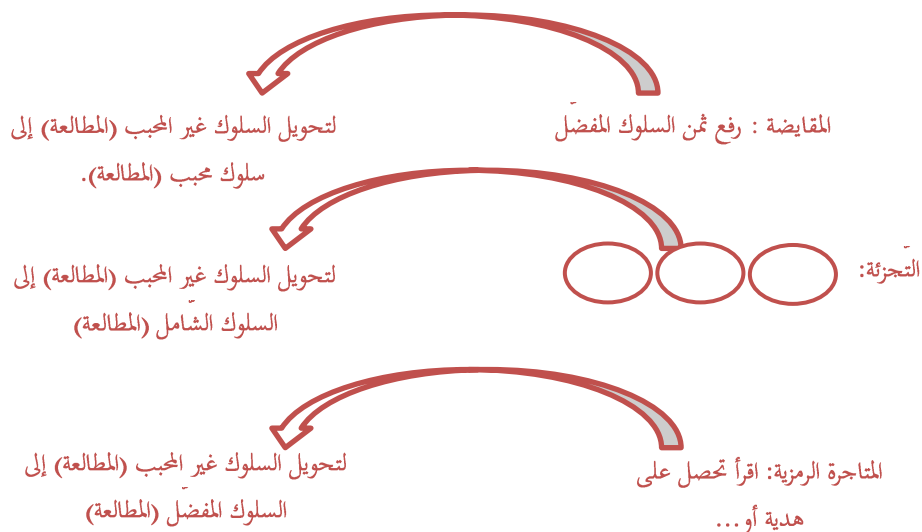 المقايضة : رفع ثمن السلوك المفضّل
لتحويل السلوك غير المحبب (المطالعة) إلى
سلوك محبب (المطالعة).
التّجزئة:
لتحويل السلوك غير المحبب (المطالعة) إلى
السلوك الشّامل (المطالعة)
المتاجرة الرمزية: اقرأ تحصل على
هدية أو ...
لتحويل السلوك غير المحبب (المطالعة) إلى
السلوك المفضّل (المطالعة)